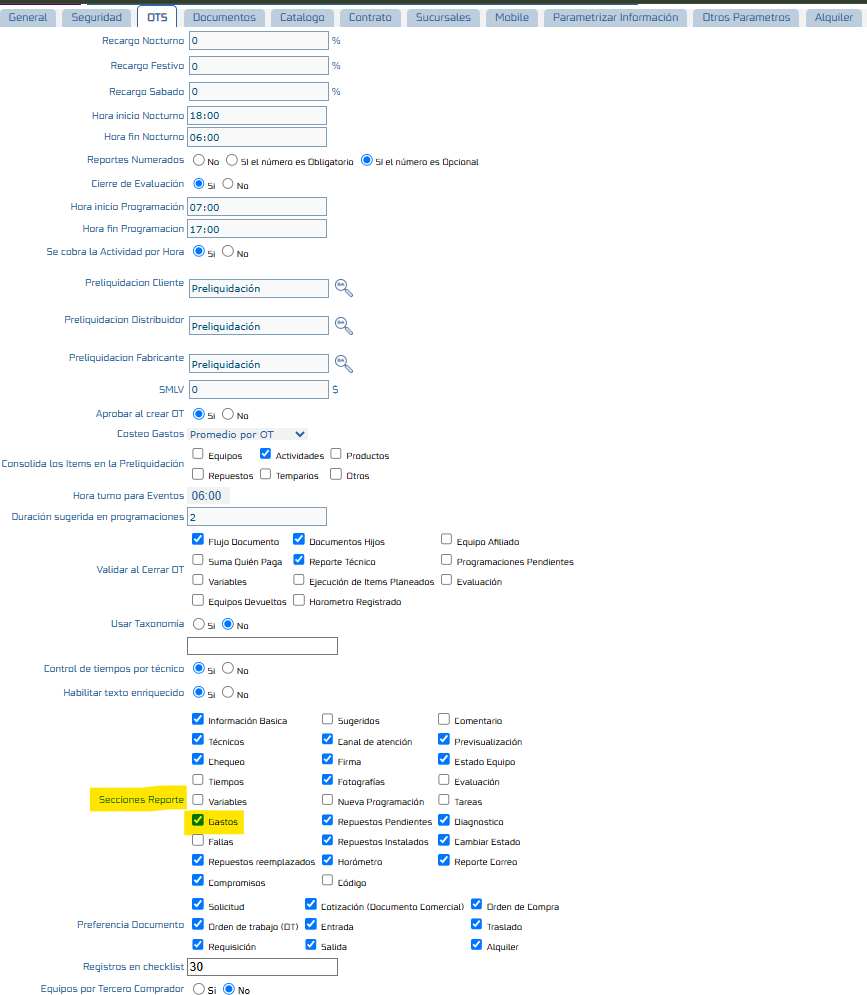 General Seguridad OTS Documentos Catalogo Contrato Sucursales Mobile Parametrizar Información Otros Parametros Alquiler
Recargo Nocturno 0 %
Recargo Festivo 0 %
Recargo Sabado 0 %
Hora inicio Nocturno 18:00
Hora fin Nocturno 06:00
Reportes Numerados No SI el número es Obligatorio SI el número es Opcional
Cierre de Evaluación Si No
Hora inicio Programación 07:00
Hora fin Programacion 17:00
Se cobra la Actividad por Hora Si No
Preliquidacion Cliente Preliquidación
Preliquidacion Distribuidor Preliquidación
Preliquidacion Fabricante Preliquidación
SMLV 0 $
Aprobar al crear OT Si No
Costeo Gastos Promedio por OT
Consolida los Items en la Preliquidación Equipos Actividades Productos
Repuestos Temparios Otros
Hora turno para Eventos 06:00
Duración sugerida en programaciones 2
Validar al Cerrar OT Flujo Documento Documentos Hijos Equipo Afiliado
Suma Quién Paga Reporte Técnico Programaciones Pendientes
Variables Ejecución de Items Planeados Evaluación
Equipos Devueltos Horometro Registrado
Usar Taxonomía Si No
Control de tiempos por técnico Si No
Habilitar texto enriquecido Si No
Secciones Reporte Información Basica Sugeridos Comentario
Técnicos Canal de atención Previsualización
Chequeo Firma Estado Equipo
Tiempos Fotografías Evaluación
Variables Nueva Programación Tareas
Gastos Repuestos Pendientes Diagnostico
Fallas Repuestos Instalados Cambiar Estado
Repuestos reemplazados Horómetro Reporte Correo
Compromisos Código
Preferencia Documento Solicitud Cotización (Documento Comercial) Orden de Compra
Orden de trabajo (OT) Entrada Traslado
Requisición Salida Alquiler
Registros en checklist 30
Equipos por Tercero Comprador Si No